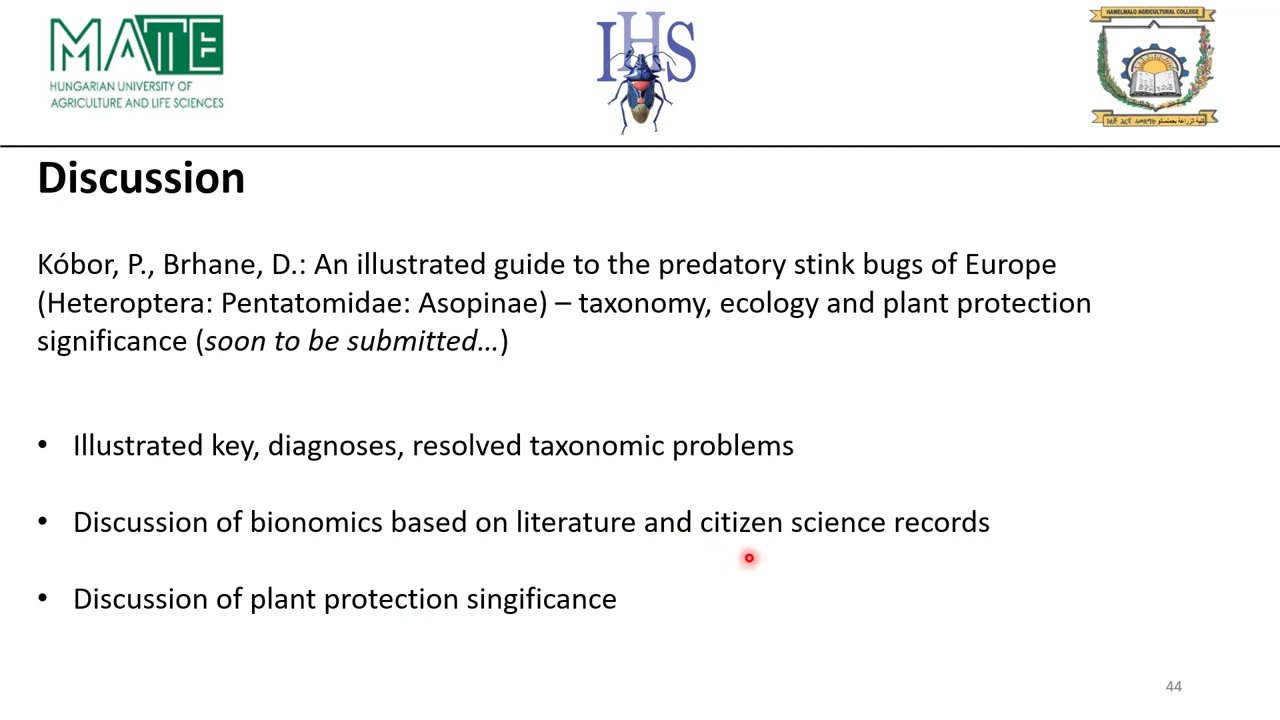 MATE
HUNGARIAN UNIVERSITY OF
AGRICULTURE AND LIFE SCIENCES
IHS
HAMELMALO AGRICULTURAL COLLEGE
Discussion
Kóbor, P., Brhane, D.: An illustrated guide to the predatory stink bugs of Europe
(Heteroptera: Pentatomidae: Asopinae) – taxonomy, ecology and plant protection
significance (soon to be submitted…)
• Illustrated key, diagnoses, resolved taxonomic problems
• Discussion of bionomics based on literature and citizen science records
• Discussion of plant protection singificance
44